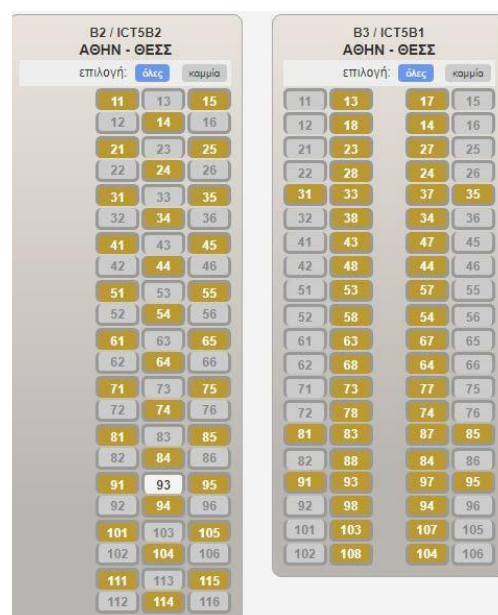 B2 / ICT5B2
ΑΘΗΝ - ΘΕΣΣ
επιλογή: όλες καμμία
11 13 15
12 14 16
21 23 25
22 24 26
31 33 35
32 34 36
41 43 45
42 44 46
51 53 55
52 54 56
61 63 65
62 64 66
71 73 75
72 74 76
81 83 85
82 84 86
91 93 95
92 94 96
101 103 105
102 104 106
111 113 115
112 114 116
B3 / ICT5B1
ΑΘΗΝ - ΘΕΣΣ
επιλογή: όλες καμμία
11 13 17 15
12 18 14 16
21 23 27 25
22 28 24 26
31 33 37 35
32 38 34 36
41 43 47 45
42 48 44 46
51 53 57 55
52 58 54 56
61 63 67 65
62 68 64 66
71 73 77 75
72 78 74 76
81 83 87 85
82 88 84 86
91 93 97 95
92 98 94 96
101 103 107 105
102 108 104 106